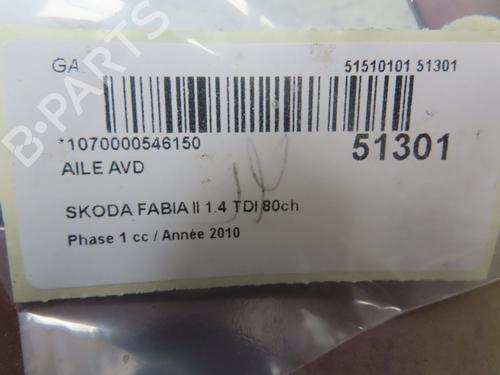 GA
51510101 51301
*1070000546150
51301
AILE AVD
SKODA FABIA II 1.4 TDI 80ch
Phase 1 cc / Année 2010
B-PARTS